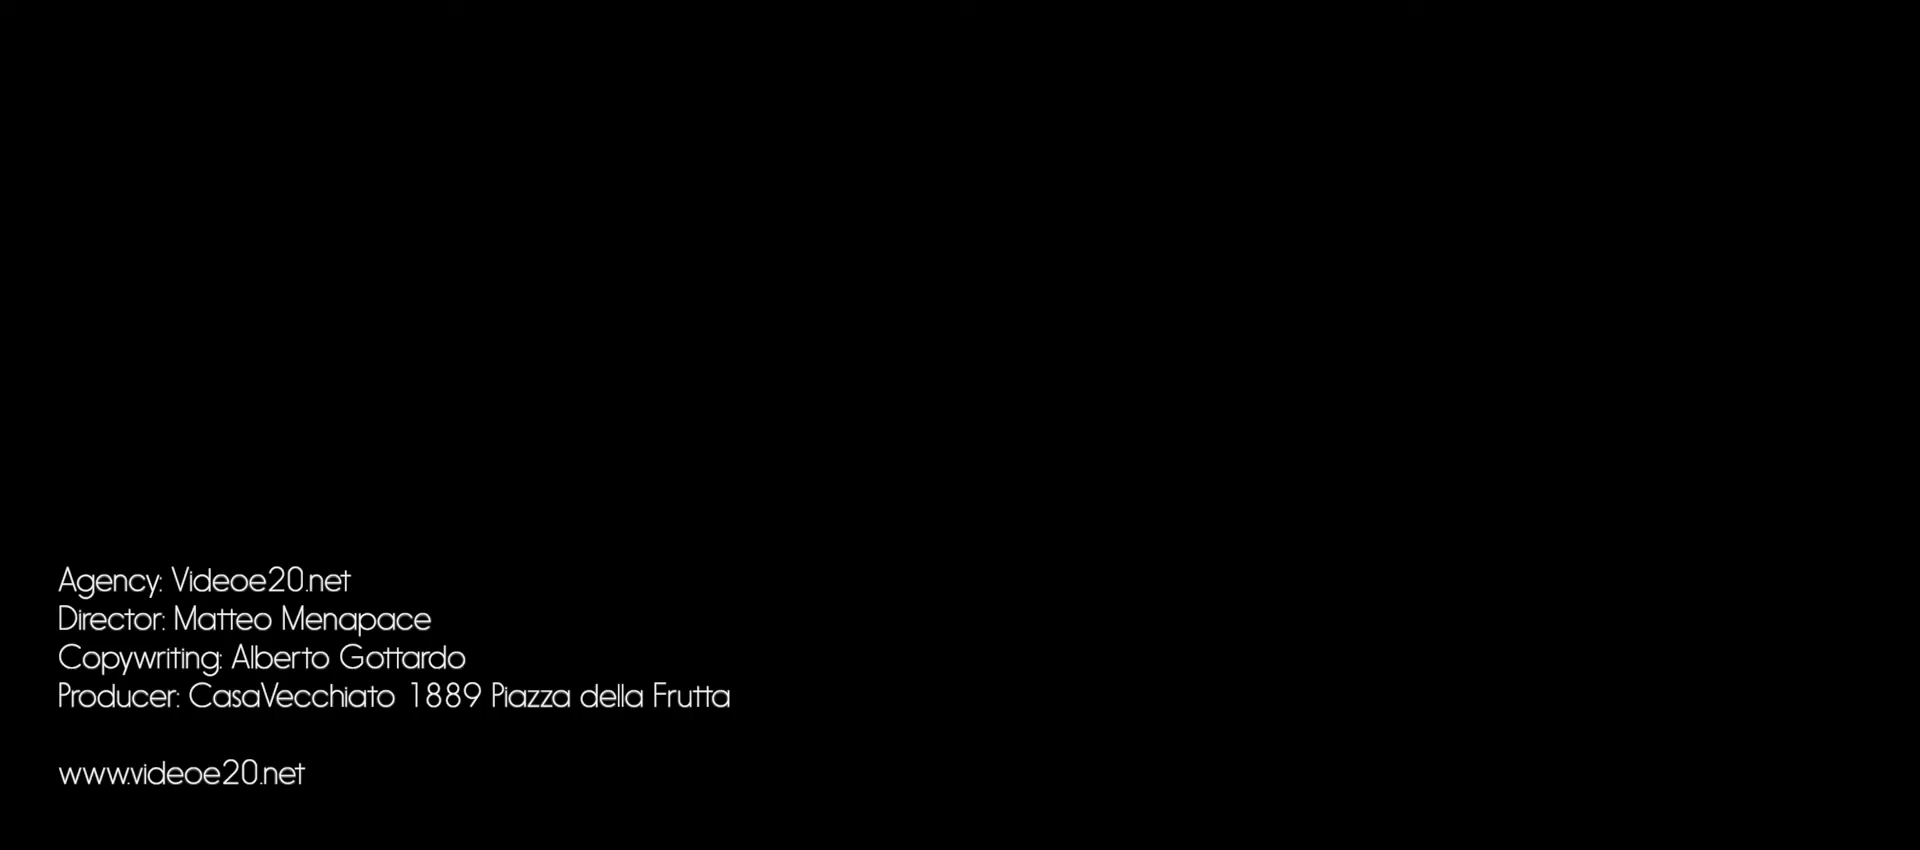 Agency: Videoe20.net
Director: Matteo Menapace
Copywriting: Alberto Gottardo
Producer: CasaVecchiato 1889 Piazza della Frutta
www.videoe20.net